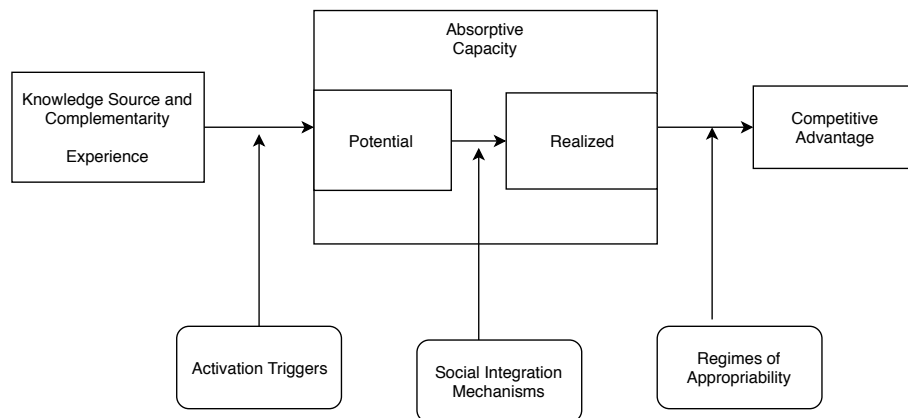 Absorptive
Capacity
Knowledge Source and
Complementarity
Experience
Potential
Realized
Competitive
Advantage
Activation Triggers
Social Integration
Mechanisms
Regimes of
Appropriability